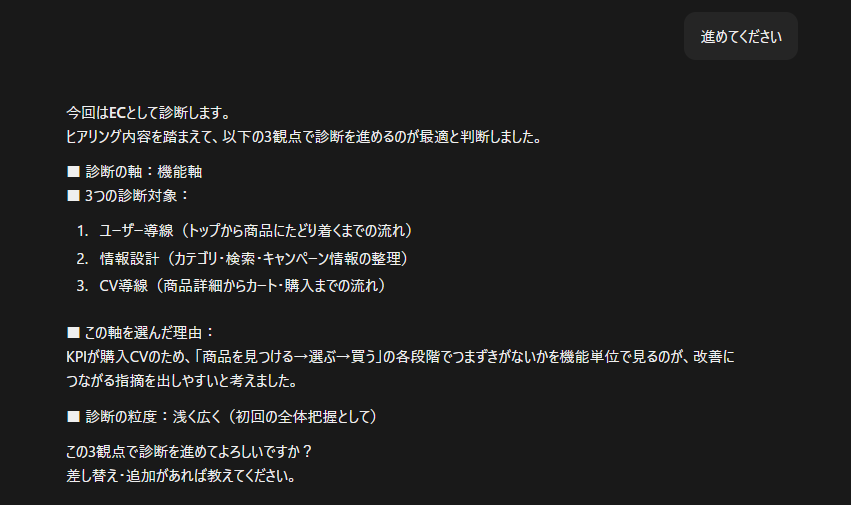 進めてください
今回はECとして診断します。
ヒアリング内容を踏まえて、以下の3観点で診断を進めるのが最適と判断しました。
■ 診断の軸：機能軸
■ 3つの診断対象：
1. ユーザー導線（トップから商品にたどり着くまでの流れ）
2. 情報設計（カテゴリ・検索・キャンペーン情報の整理）
3. CV導線（商品詳細からカート・購入までの流れ）
■ この軸を選んだ理由：
KPIが購入CVのため、「商品を見つける→選ぶ→買う」の各段階でつまずきがないかを機能単位で見るのが、改善に
つながる指摘を出しやすいと考えました。
■ 診断の粒度：浅く広く（初回の全体把握として）
この3観点で診断を進めてよろしいですか？
差し替え・追加があれば教えてください。